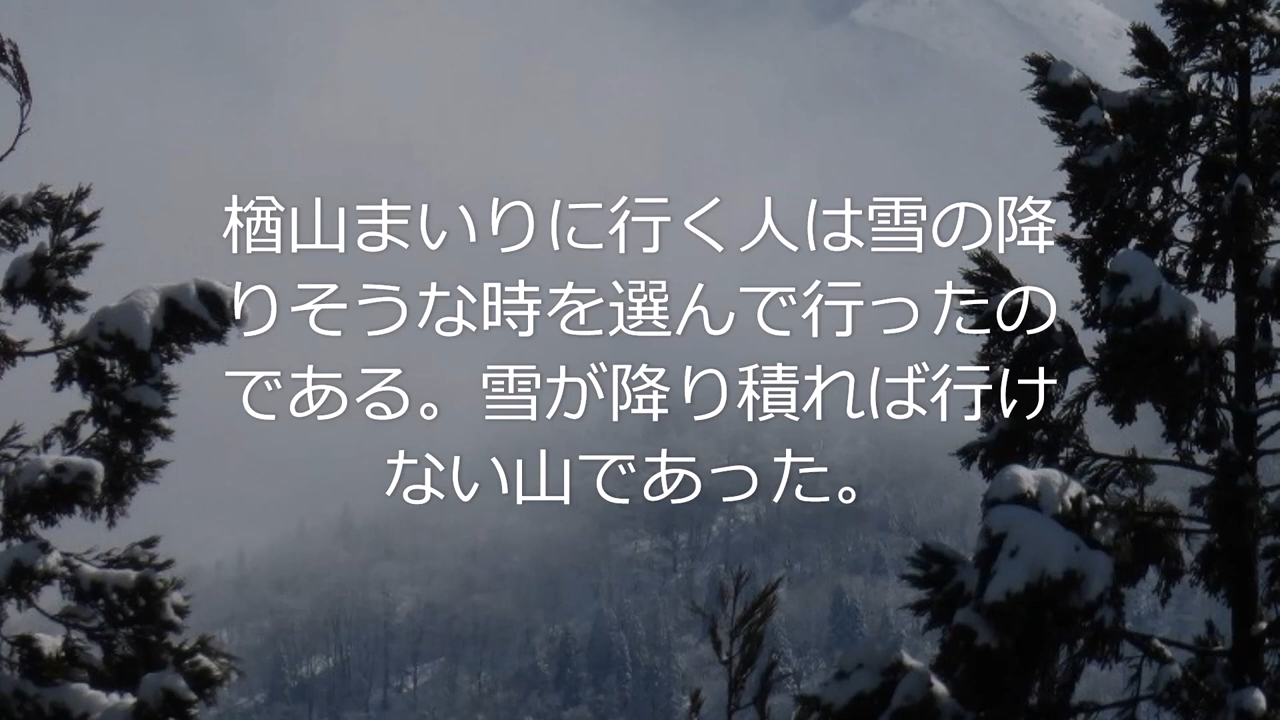 楢山まいりに行く人は雪の降
りそうな時を選んで行ったの
である。雪が降り積れば行け
ない山であった。